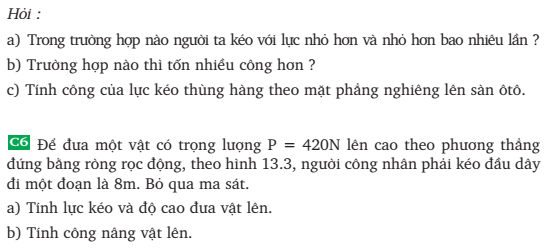 Hỏi :
a) Trong trường hợp nào người ta kéo với lực nhỏ hơn và nhỏ hơn bao nhiêu lần ?
b) Trường hợp nào thì tốn nhiều công hơn ?
c) Tính công của lực kéo thùng hàng theo mặt phẳng nghiêng lên sàn ôtô.
C6 Để đưa một vật có trọng lượng P = 420N lên cao theo phương thẳng
đứng bằng ròng rọc động, theo hình 13.3, người công nhân phải kéo đầu dây
đi một đoạn là 8m. Bỏ qua ma sát.
a) Tính lực kéo và độ cao đưa vật lên.
b) Tính công nâng vật lên.